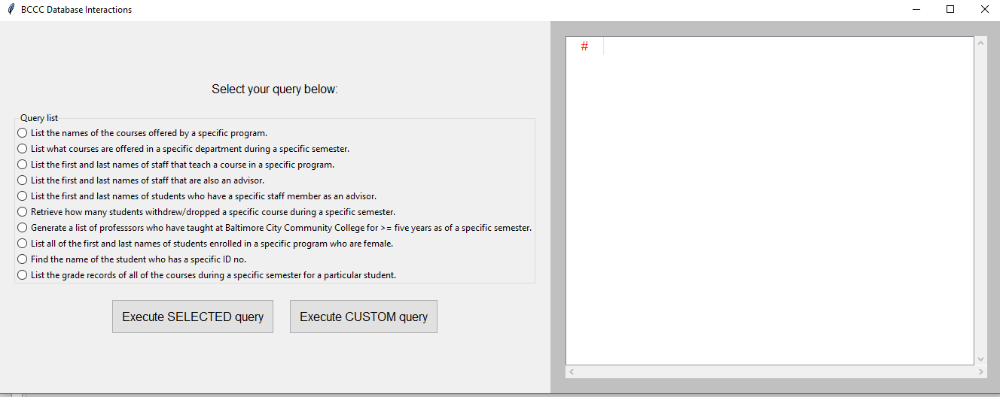 BCCC Database Interactions
Select your query below:
Query list
List the names of the courses offered by a specific program.
List what courses are offered in a specific department during a specific semester.
List the first and last names of staff that teach a course in a specific program.
List the first and last names of staff that are also an advisor.
List the first and last names of students who have a specific staff member as an advisor.
Retrieve how many students withdrew/dropped a specific course during a specific semester.
Generate a list of professsors who have taught at Baltimore City Community College for >= five years as of a specific semester.
List all of the first and last names of students enrolled in a specific program who are female.
Find the name of the student who has a specific ID no.
List the grade records of all of the courses during a specific semester for a particular student.
Execute SELECTED query
Execute CUSTOM query
#